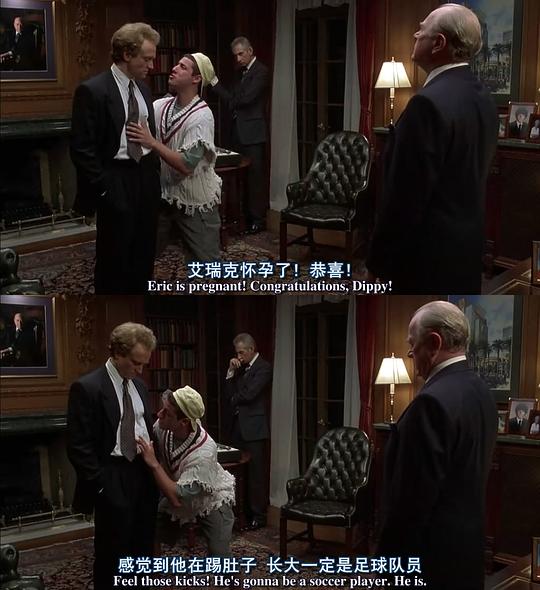 艾瑞克怀孕了！恭喜！
Eric is pregnant! Congratulations, Dippy!
感觉到他在踢肚子 长大一定是足球队员
Feel those kicks! He's gonna be a soccer player. He is.